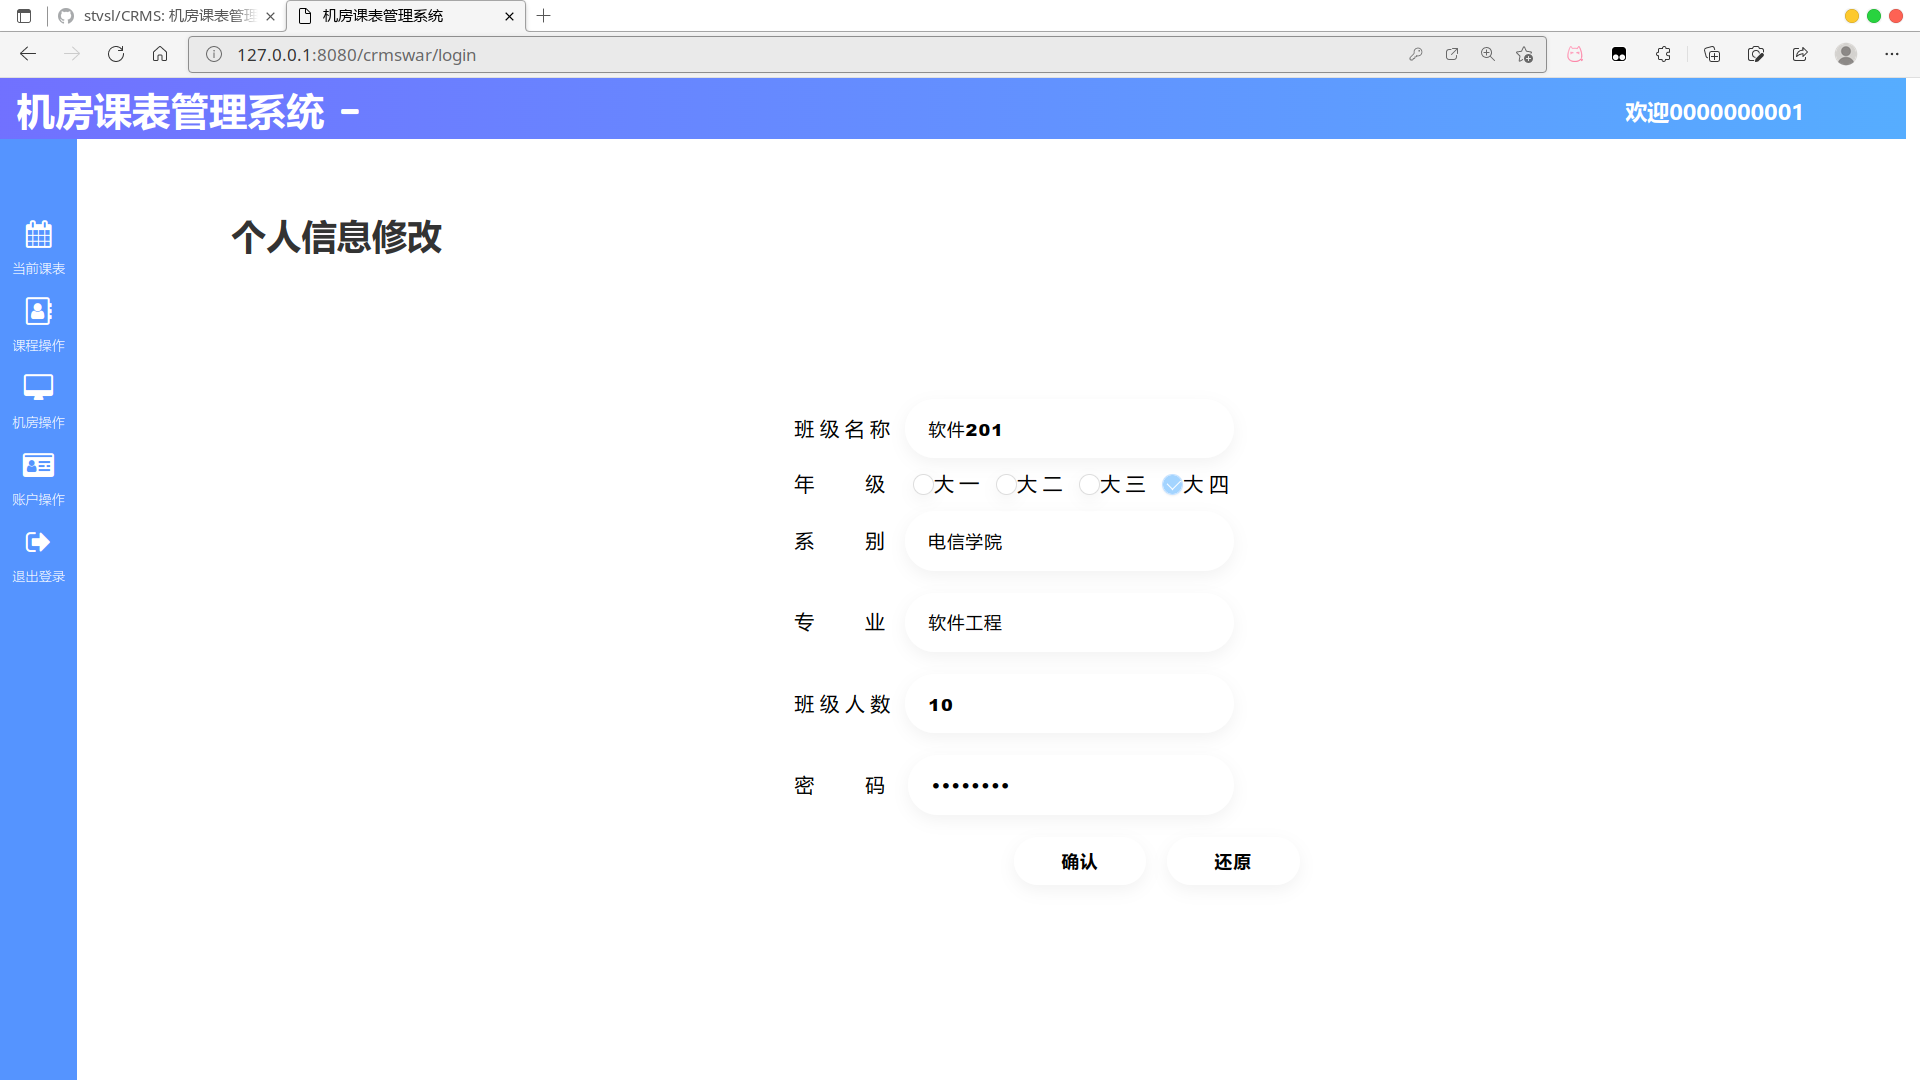 stvsl/CRMS: 机房课表管理
机房课表管理系统
127.0.0.1:8080/crmswar/login
机房课表管理系统 -
欢迎0000000001
当前课表
课程操作
机房操作
账户操作
退出登录
个人信息修改
班级名称 软件201
年 级 大一 大二 大三 大四
系 别 电信学院
专 业 软件工程
班级人数 10
密 码 ••••••••
确认 还原